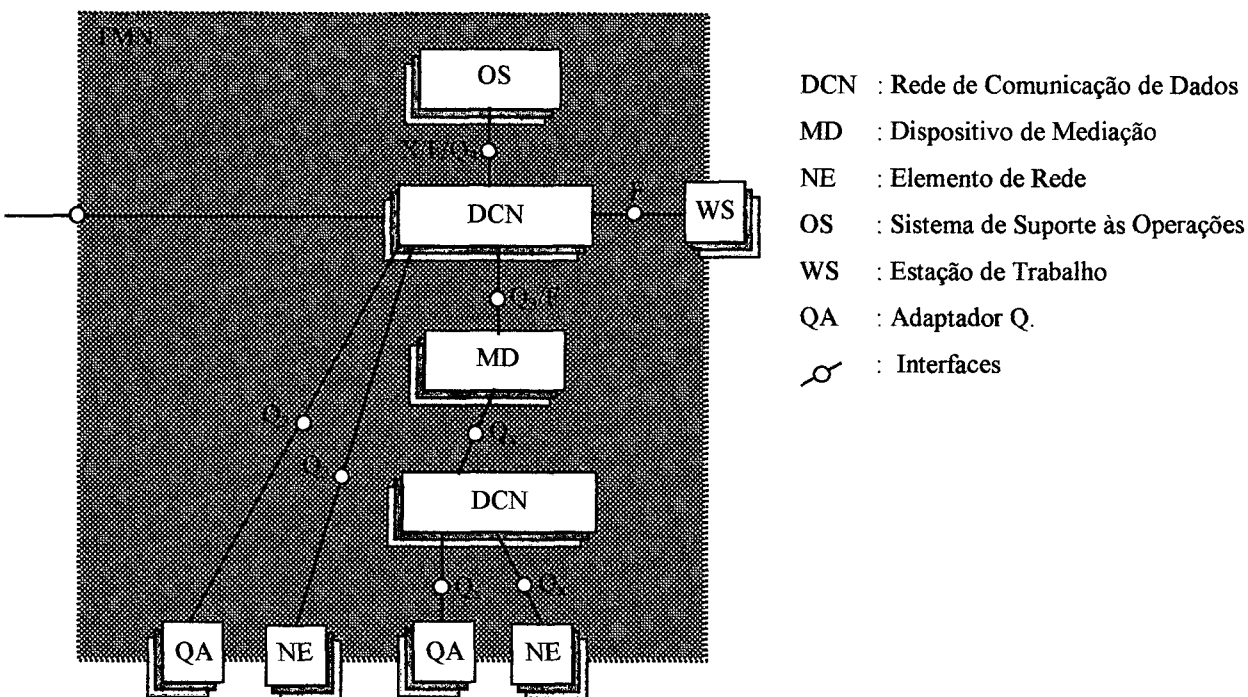 TMN
OS
DCN
F
WS
Q₃/F
MD
DCN
QA
NE
QA
NE
DCN : Rede de Comunicação de Dados
MD : Dispositivo de Mediação
NE : Elemento de Rede
OS : Sistema de Suporte às Operações
WS : Estação de Trabalho
QA : Adaptador Q.
: Interfaces